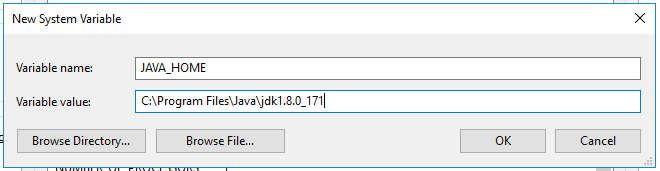 New System Variable
Variable name: JAVA_HOME
Variable value: C:\Program Files\Java\jdk1.8.0_171
Browse Directory... Browse File... OK Cancel